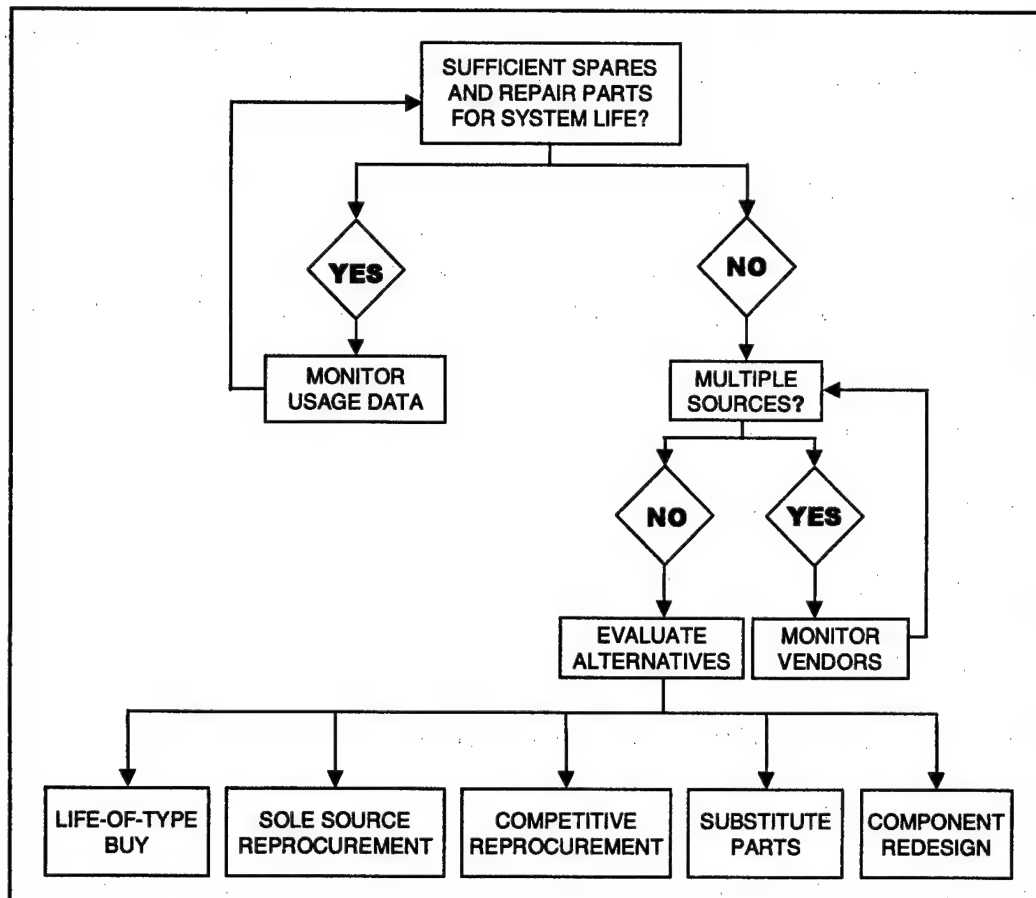 SUFFICIENT SPARES
AND REPAIR PARTS
FOR SYSTEM LIFE?
YES
NO
MONITOR
USAGE DATA
MULTIPLE
SOURCES?
NO
YES
EVALUATE
ALTERNATIVES
MONITOR
VENDORS
LIFE-OF-TYPE
BUY
SOLE SOURCE
REPROCUREMENT
COMPETITIVE
REPROCUREMENT
SUBSTITUTE
PARTS
COMPONENT
REDESIGN